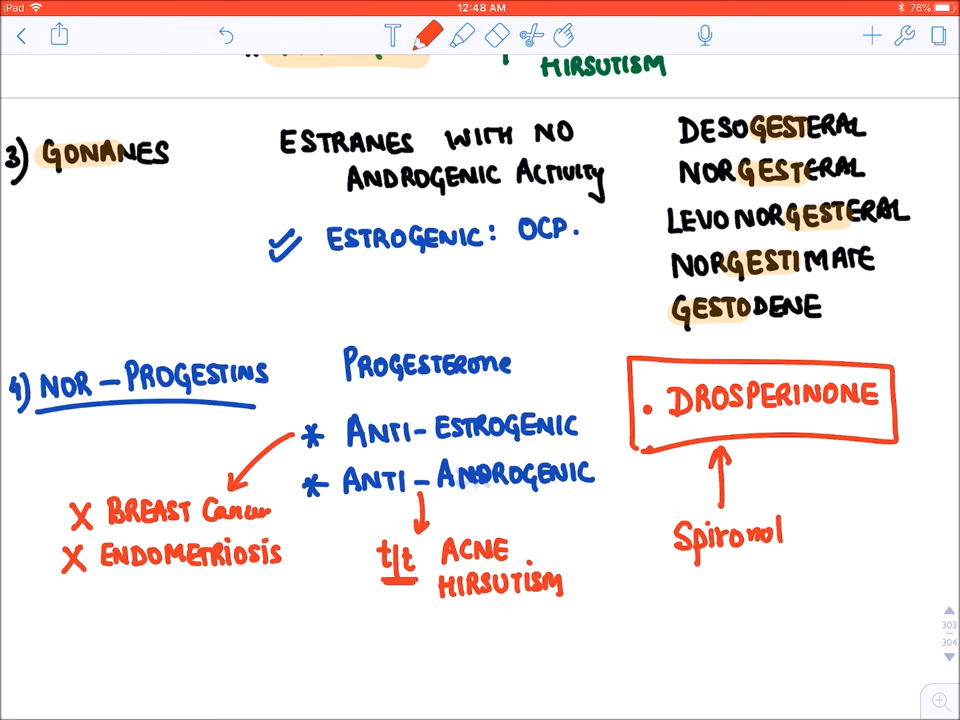 iPad 12:48 AM 76%
T
HIRSUTISM
3) GONANES
ESTRANES WITH NO
ANDROGENIC ACTIVITY
ESTROGENIC: OCP.
DESOGESTERAL
NORGESTERAL
LEVONORGESTERAL
NORGESTIMATE
GESTODENE
4) NOR-PROGESTINS
PROGESTERONE
* ANTI-ESTROGENIC
* ANTI-ANDROGENIC
• DROSPERINONE
X BREAST Cancer
X ENDOMETRIOSIS
t|t ACNE
HIRSUTISM
Spironol
303
304